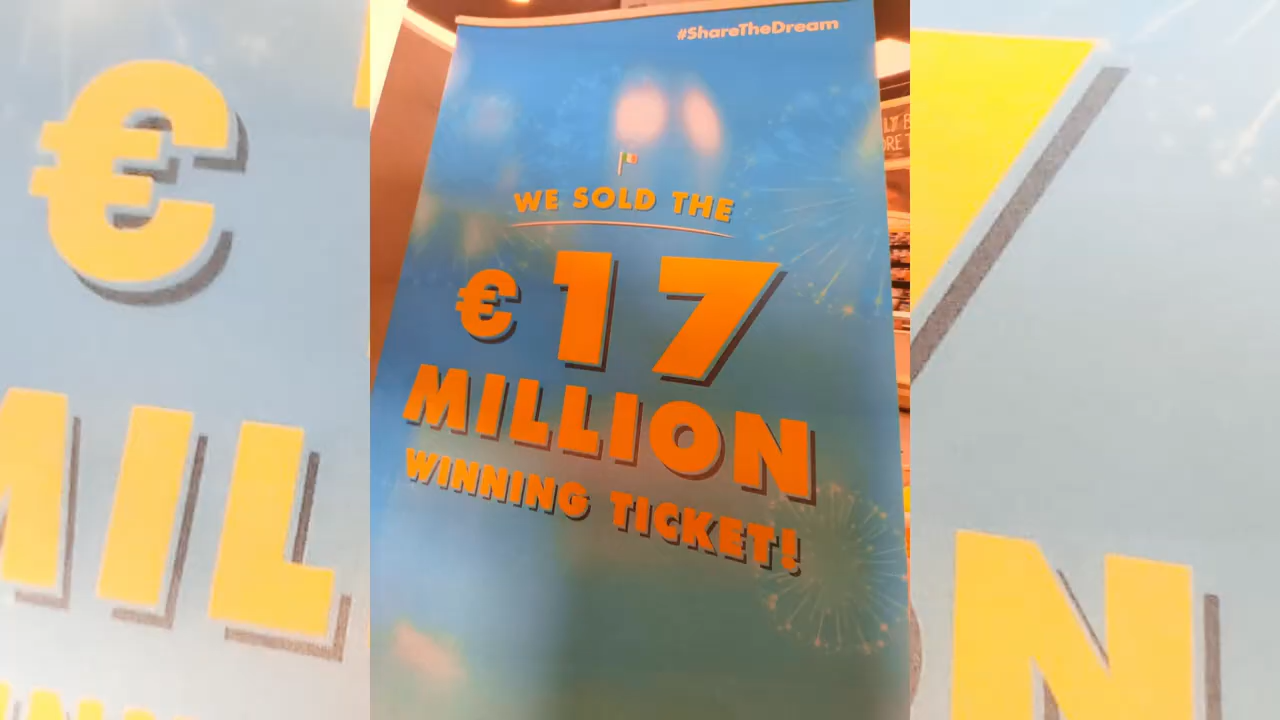 #ShareTheDream
WE SOLD THE
€17
MILLION
WINNING TICKET!